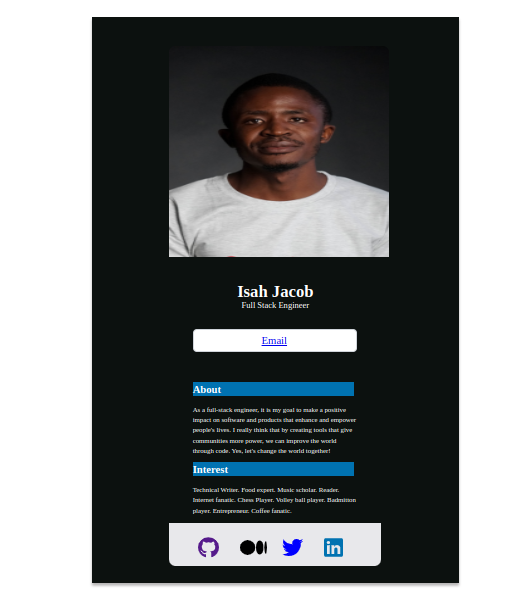 Isah Jacob
Full Stack Engineer
Email
About
As a full-stack engineer, it is my goal to make a positive
impact on software and products that enhance and empower
people's lives. I really think that by creating tools that give
communities more power, we can improve the world
through code. Yes, let's change the world together!
Interest
Technical Writer. Food expert. Music scholar. Reader.
Internet fanatic. Chess Player. Volley ball player. Badmitton
player. Entrepreneur. Coffee fanatic.
in